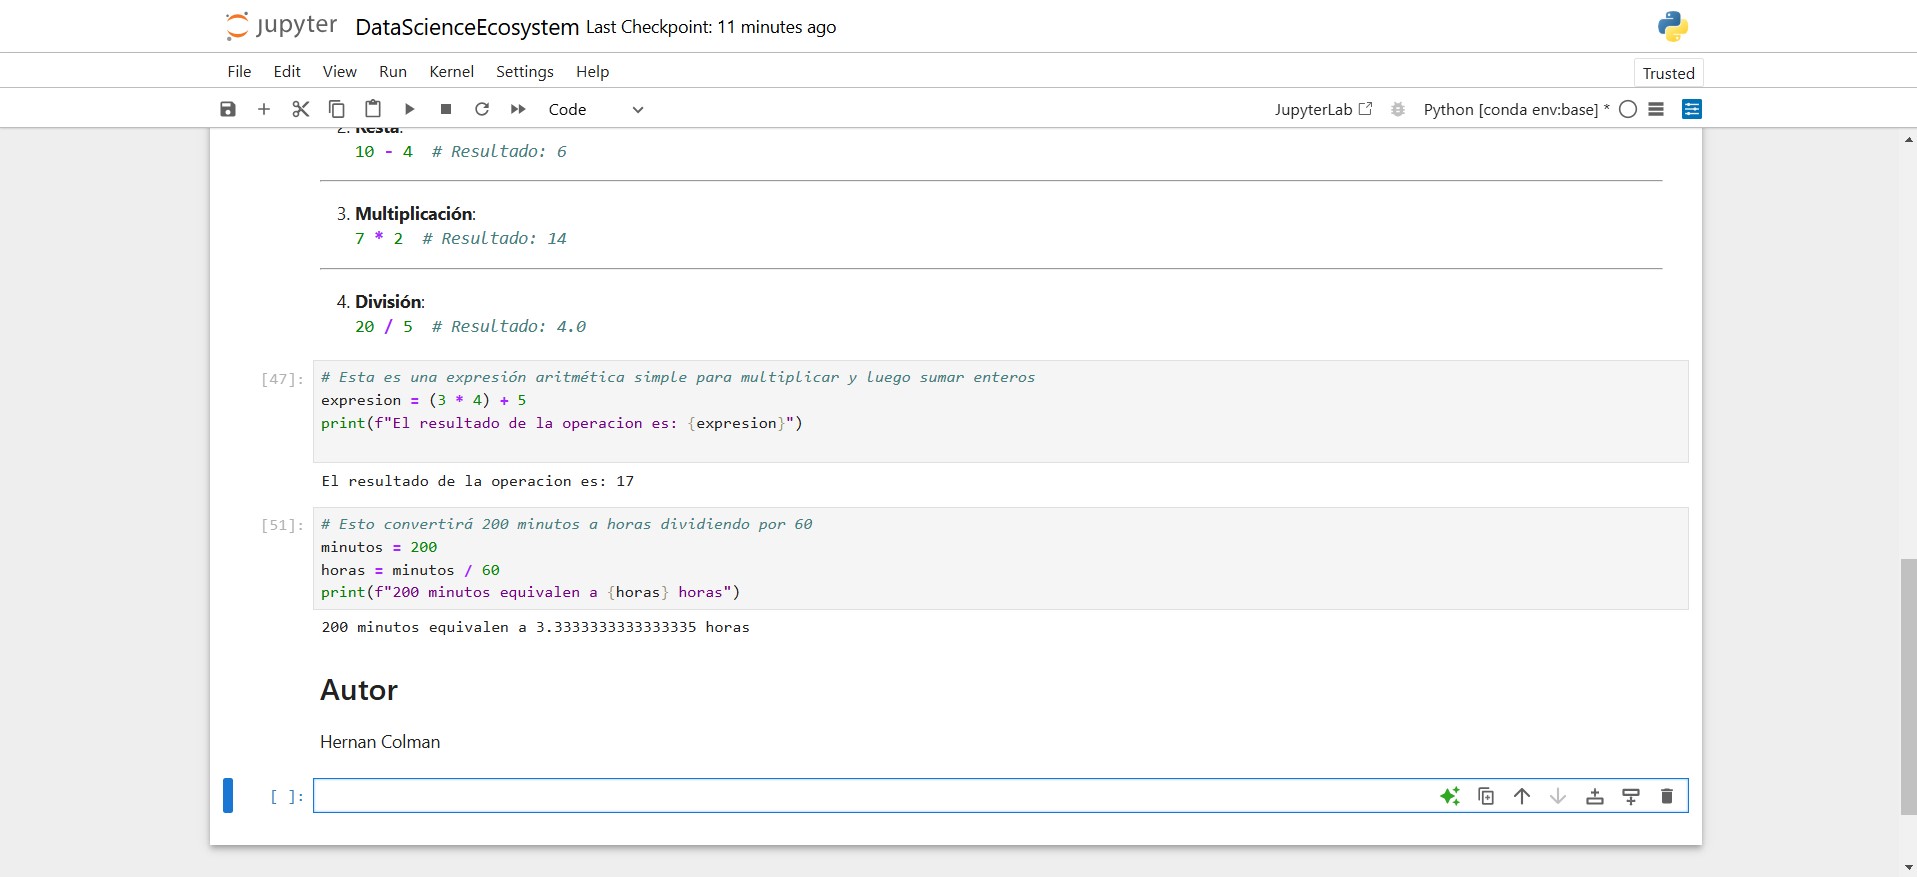 jupyter DataScienceEcosystem Last Checkpoint: 11 minutes ago
File Edit View Run Kernel Settings Help Trusted
Code JupyterLab Python [conda env:base] *
2. Resta:
10 - 4  # Resultado: 6
3. Multiplicación:
7 * 2  # Resultado: 14
4. División:
20 / 5  # Resultado: 4.0
[47]: # Esta es una expresión aritmética simple para multiplicar y luego sumar enteros
expresion = (3 * 4) + 5
print(f"El resultado de la operacion es: {expresion}")
El resultado de la operacion es: 17
[51]: # Esto convertirá 200 minutos a horas dividiendo por 60
minutos = 200
horas = minutos / 60
print(f"200 minutos equivalen a {horas} horas")
200 minutos equivalen a 3.3333333333333335 horas
Autor
Hernan Colman
[ ]: